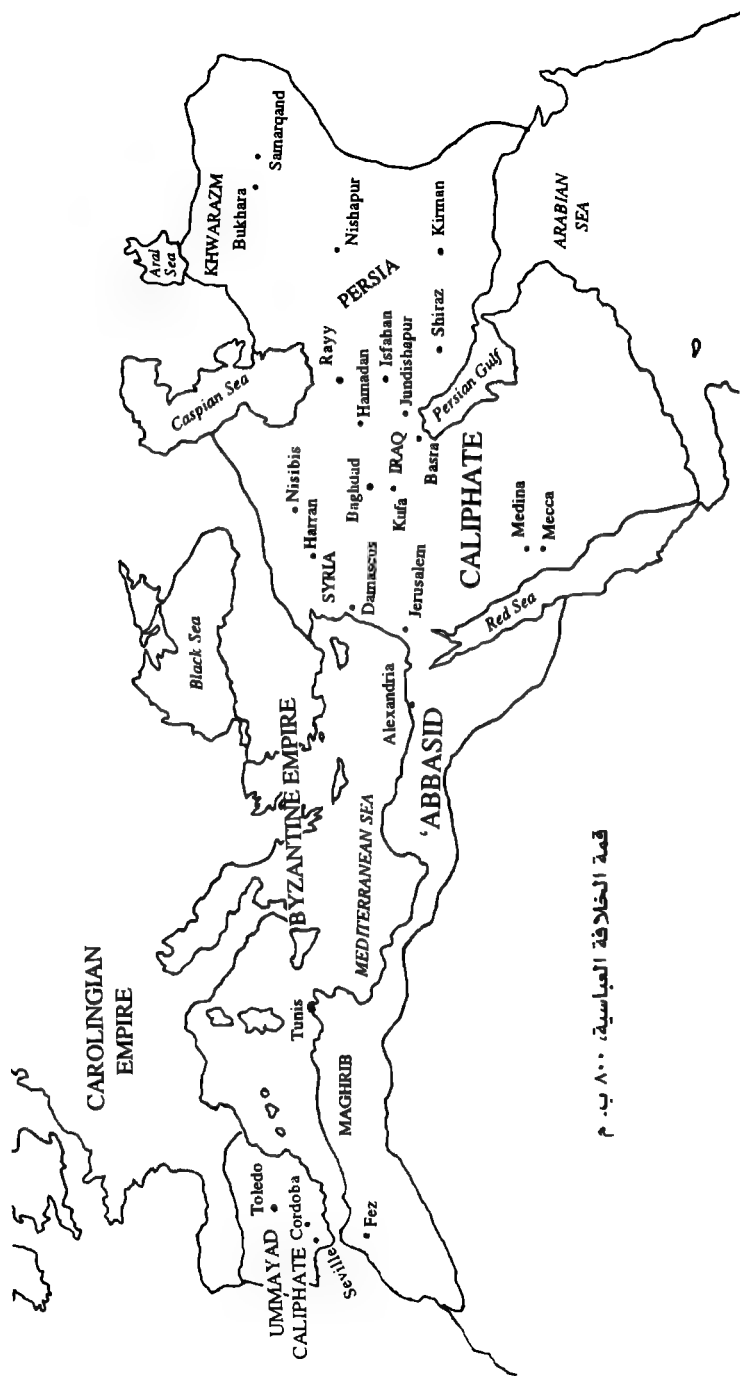 CAROLINGIAN
EMPIRE
UMMAYAD
CALIPHATE
Toledo
Cordoba
Seville
Fez
MAGHRIB
Tunis
MEDITERRANEAN SEA
BYZANTINE EMPIRE
Black Sea
Caspian Sea
Aral
Sea
KHWARAZM
Bukhara
Samarqand
Nishapur
PERSIA
Kirman
Rayy
Hamadan
Isfahan
Jundishapur
Shiraz
Nisibis
Harran
SYRIA
Baghdad
Damascus
Kufa
IRAQ
Basra
Persian Gulf
Jerusalem
Alexandria
'ABBASID
CALIPHATE
Medina
Mecca
Red Sea
ARABIAN
SEA
قمة الخلافة العباسية، ٨٠٠ ب. م